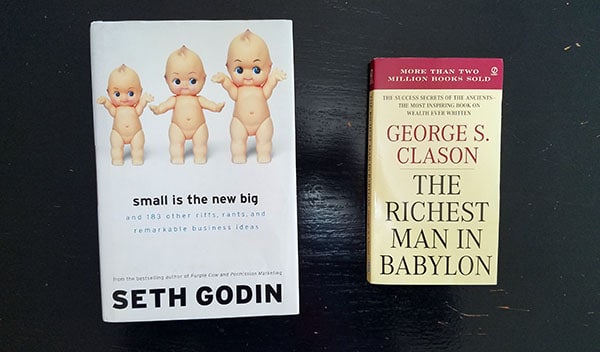 small is the new big
and 183 other riffs, rants, and
remarkable business ideas
from the bestselling author of Purple Cow and Permission Marketing
SETH GODIN
MORE THAN TWO
MILLION BOOKS SOLD
THE SUCCESS SECRETS OF THE ANCIENTS—
THE MOST INSPIRING BOOK ON
WEALTH EVER WRITTEN
GEORGE S.
CLASON
THE
RICHEST
MAN IN
BABYLON